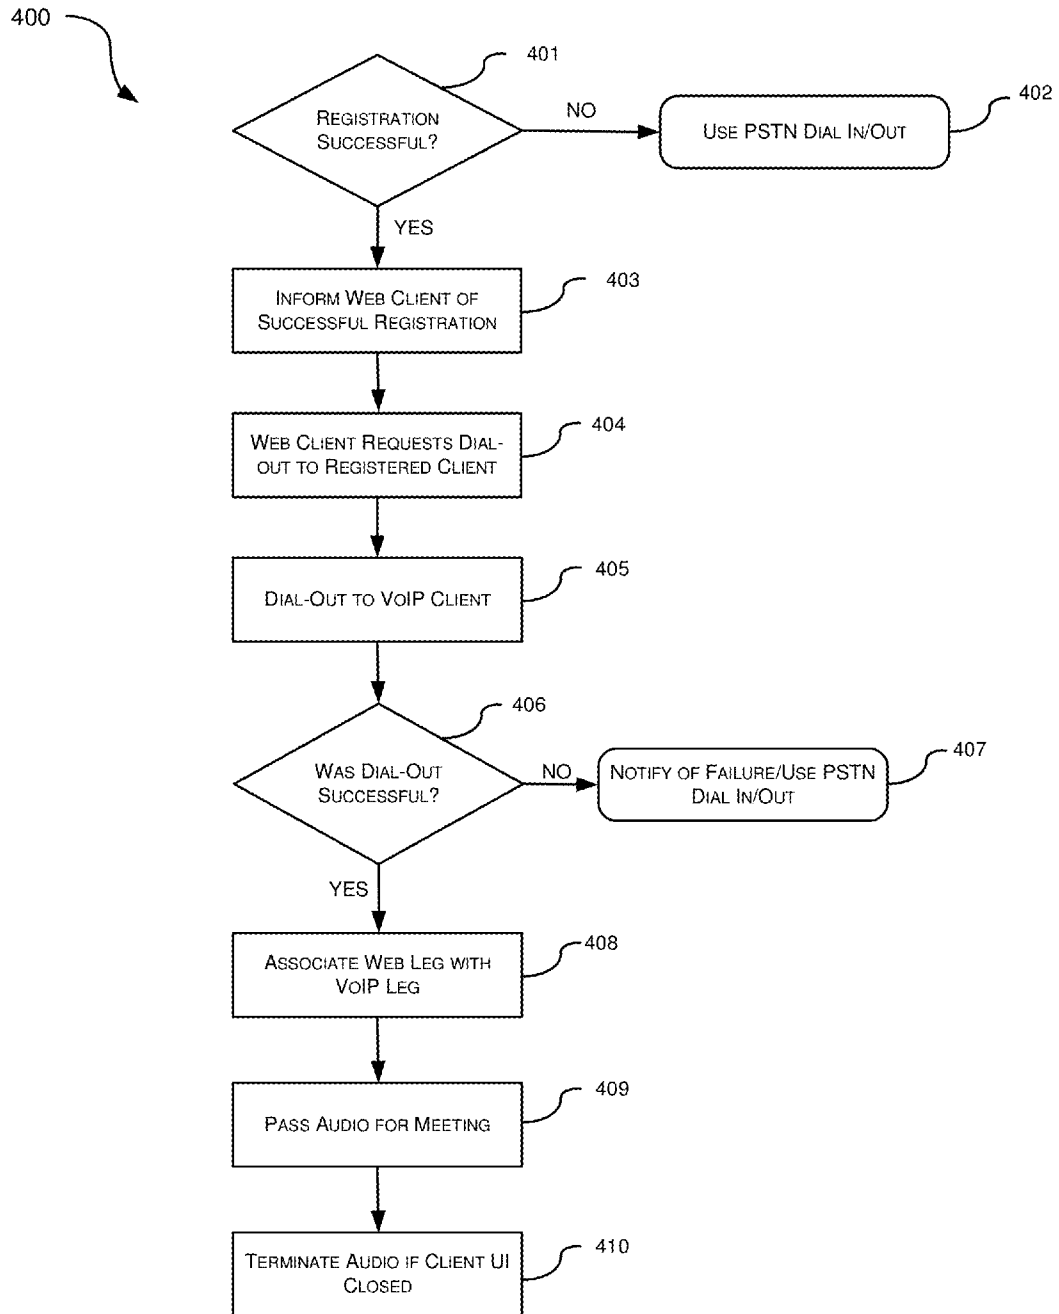 400
401
REGISTRATION
SUCCESSFUL?
NO
USE PSTN DIAL IN/OUT
402
YES
INFORM WEB CLIENT OF
SUCCESSFUL REGISTRATION
403
WEB CLIENT REQUESTS DIAL-
OUT TO REGISTERED CLIENT
404
DIAL-OUT TO VOIP CLIENT
405
WAS DIAL-OUT
SUCCESSFUL?
406
NO
NOTIFY OF FAILURE/USE PSTN
DIAL IN/OUT
407
YES
ASSOCIATE WEB LEG WITH
VOIP LEG
408
PASS AUDIO FOR MEETING
409
TERMINATE AUDIO IF CLIENT UI
CLOSED
410